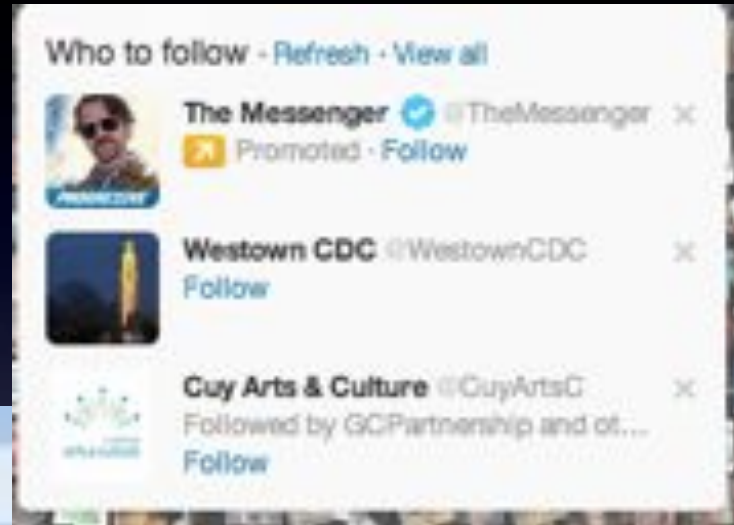 Who to follow · Refresh · View all
The Messenger @TheMessenger ×
Promoted · Follow
PROGRESSIVE
Westown CDC @WestownCDC ×
Follow
Cuy Arts & Culture @CuyArtsC ×
Followed by GCPartnership and ot...
Follow